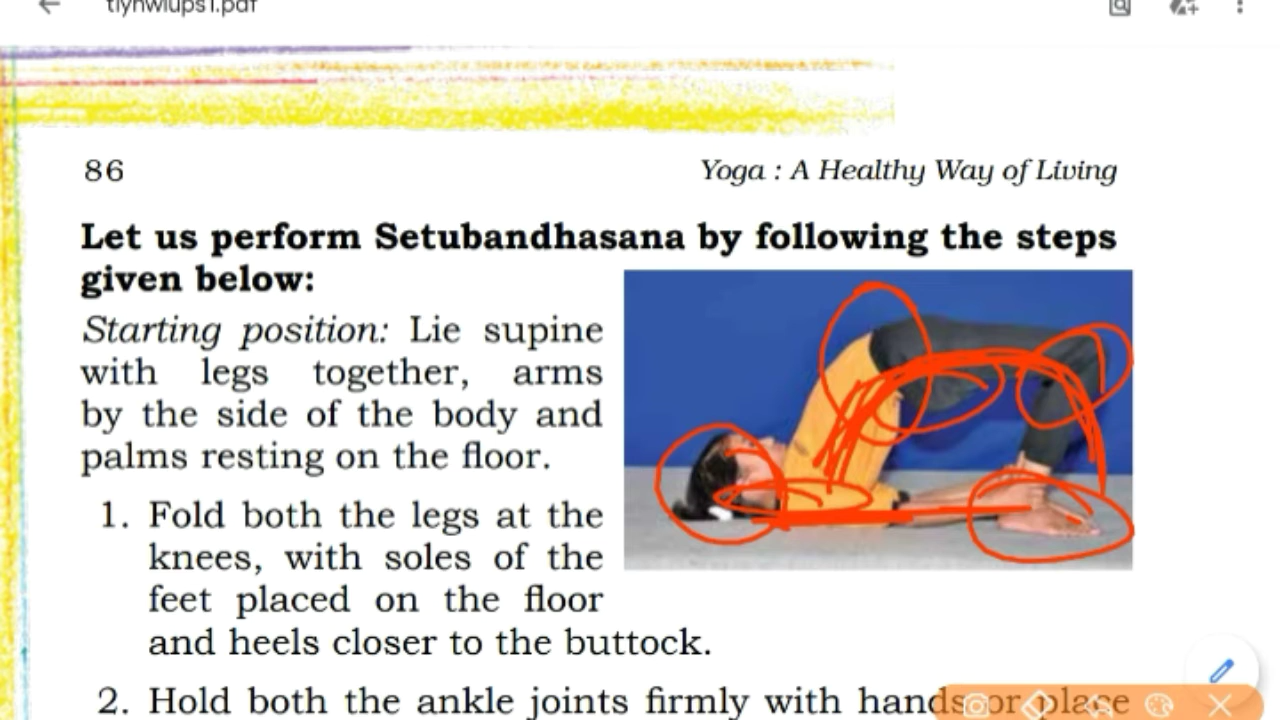 86
Yoga : A Healthy Way of Living
Let us perform Setubandhasana by following the steps
given below:
Starting position: Lie supine
with legs together, arms
by the side of the body and
palms resting on the floor.
1. Fold both the legs at the
knees, with soles of the
feet placed on the floor
and heels closer to the buttock.
2. Hold both the ankle joints firmly with hands or place